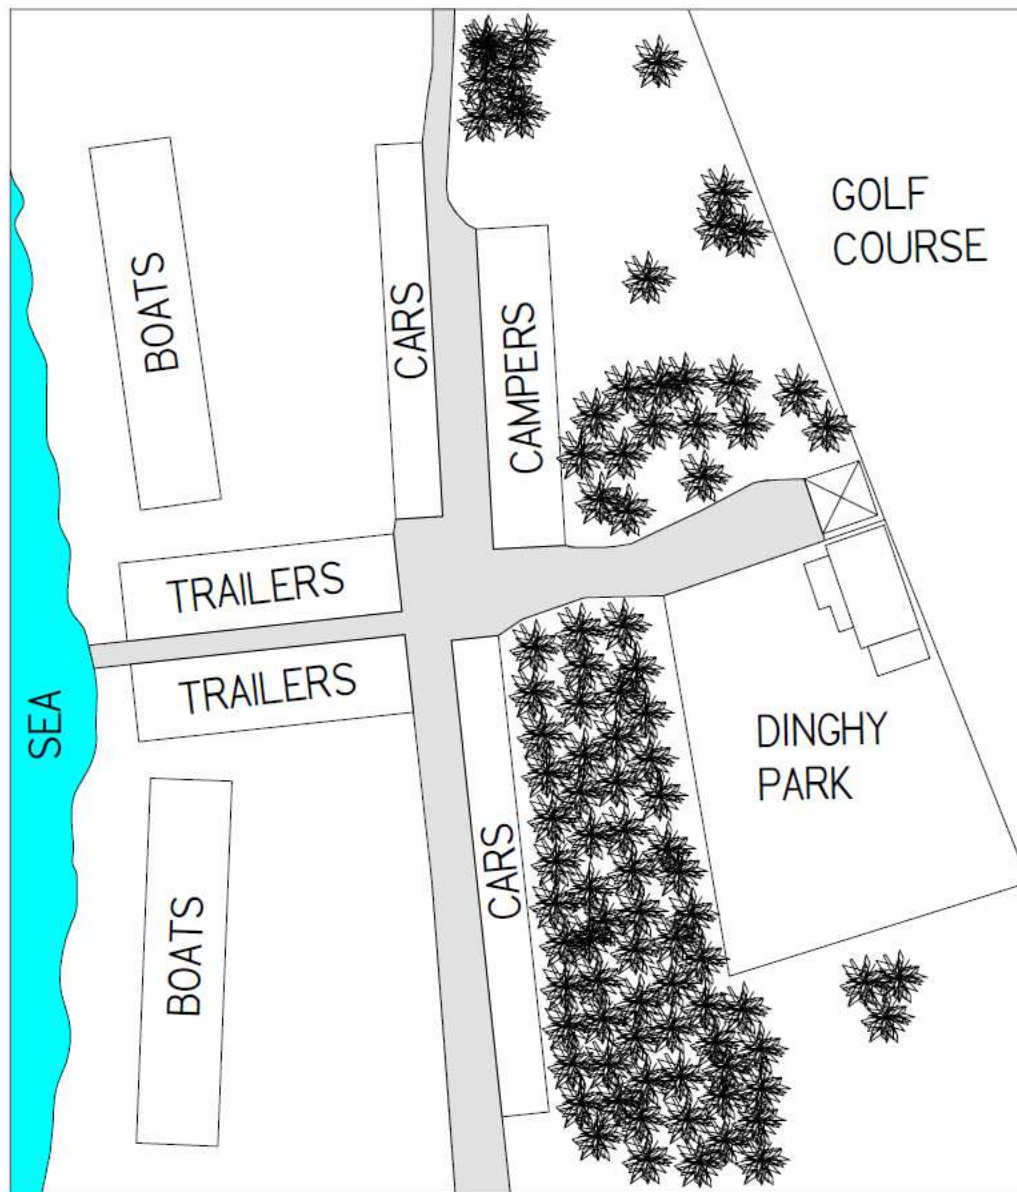 GOLF
COURSE
BOATS
CARS
CAMPERS
TRAILERS
TRAILERS
SEA
DINGHY
PARK
CARS
BOATS